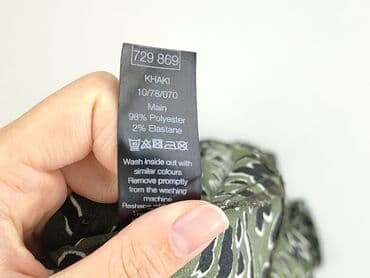 729 869
KHAKI
10/78/070
Main
98% Polyester
2% Elastane
Wash inside out with
similar colours
Remove promptly
from the washing
machine